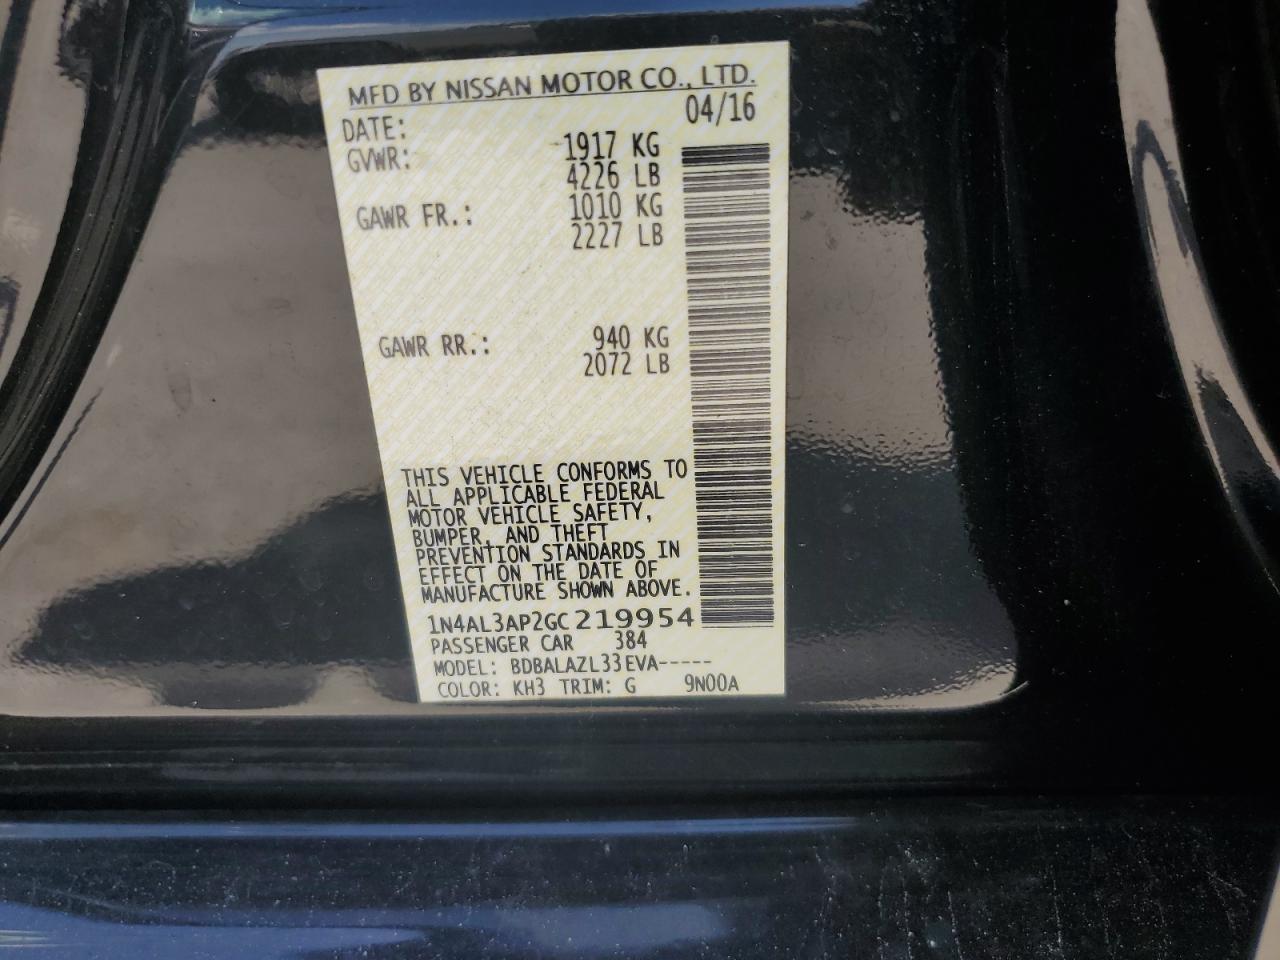 MFD BY NISSAN MOTOR CO., LTD.
DATE: 04/16
GVWR: 1917 KG
4226 LB
GAWR FR.: 1010 KG
2227 LB
GAWR RR.: 940 KG
2072 LB
THIS VEHICLE CONFORMS TO
ALL APPLICABLE FEDERAL
MOTOR VEHICLE SAFETY,
BUMPER, AND THEFT
PREVENTION STANDARDS IN
EFFECT ON THE DATE OF
MANUFACTURE SHOWN ABOVE.
1N4AL3AP2GC219954
PASSENGER CAR 384
MODEL: BDBALAZL33EVA-----
COLOR: KH3 TRIM: G 9N00A